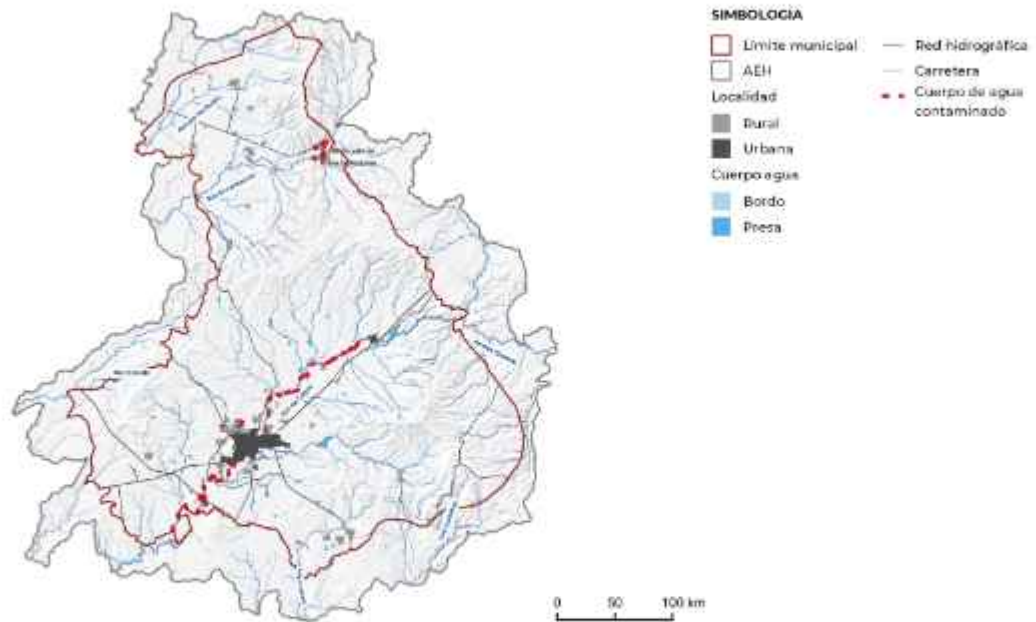 SIMBOLOGÍA
Límite municipal
AEH
Localidad
Rural
Urbana
Cuerpo agua
Bordo
Presa
Red hidrográfica
Carretera
Cuerpo de agua
contaminado
0 50 100 km